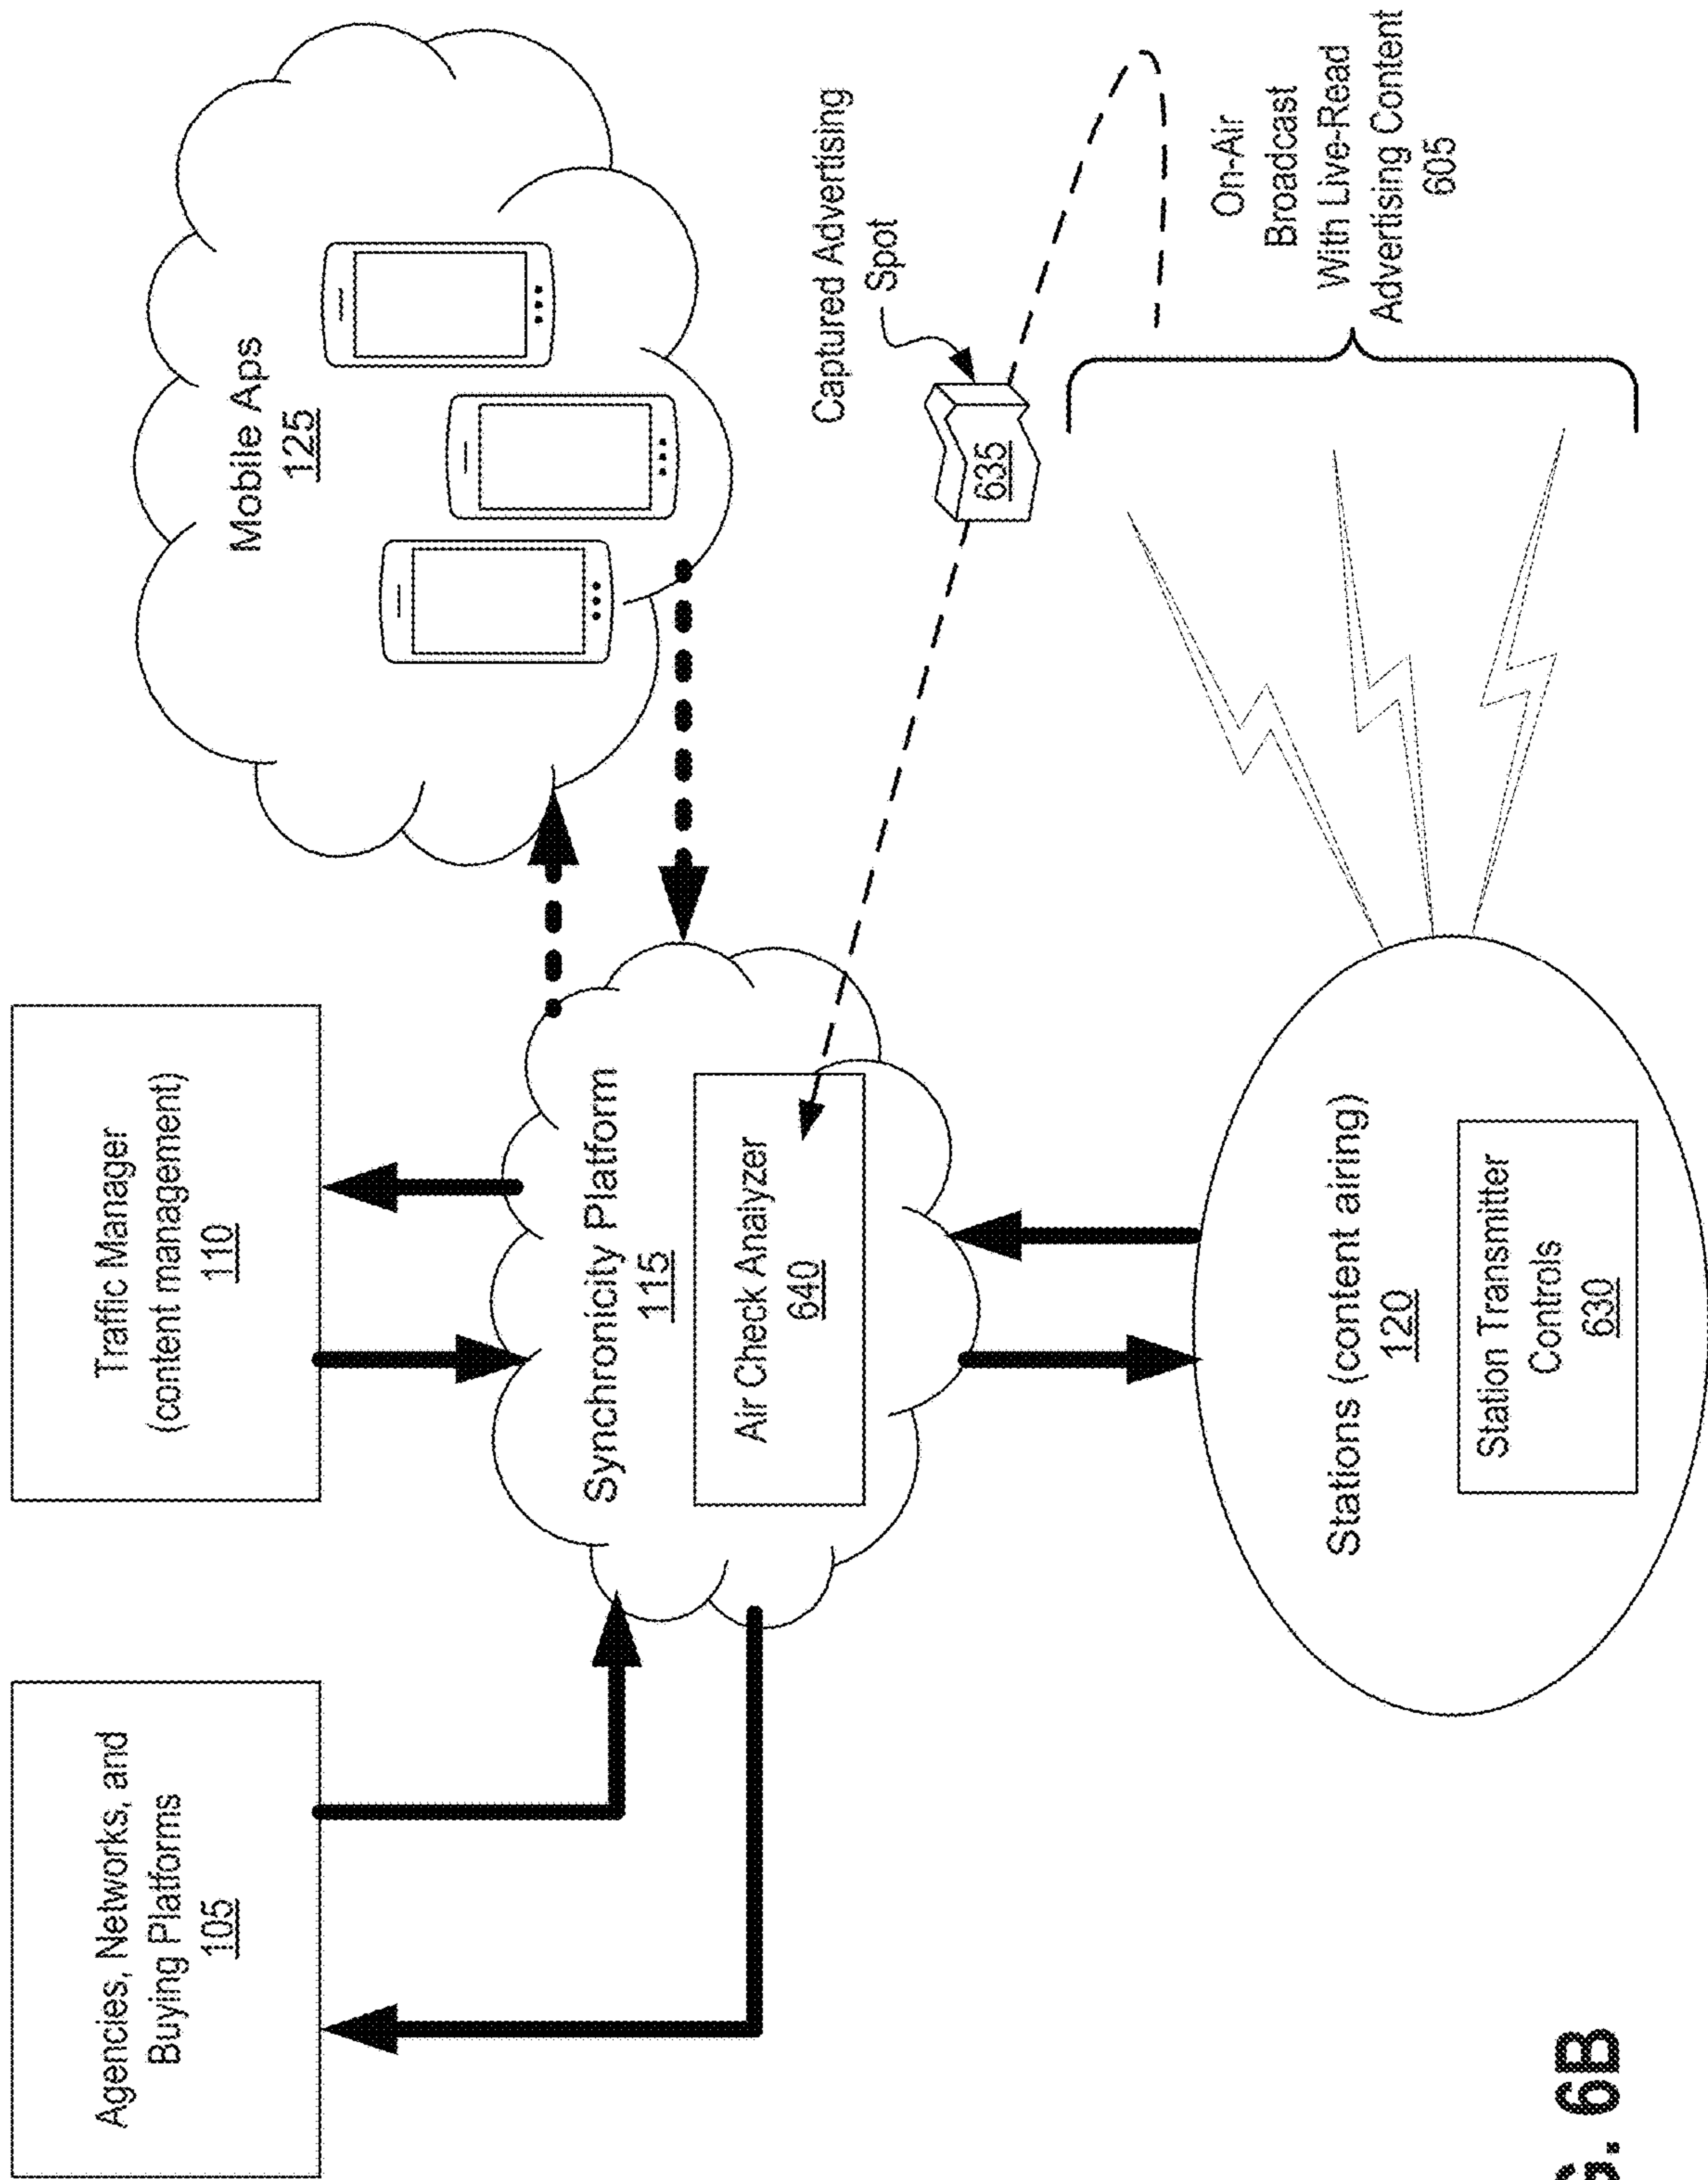 Agencies, Networks, and
Buying Platforms
105
Traffic Manager
(content management)
110
Mobile Aps
125
Synchronicity Platform
115
Air Check Analyzer
640
Captured Advertising
Spot
635
On-Air
Broadcast
With Live-Read
Advertising Content
605
Stations (content airing)
120
Station Transmitter
Controls
630
G. 6B